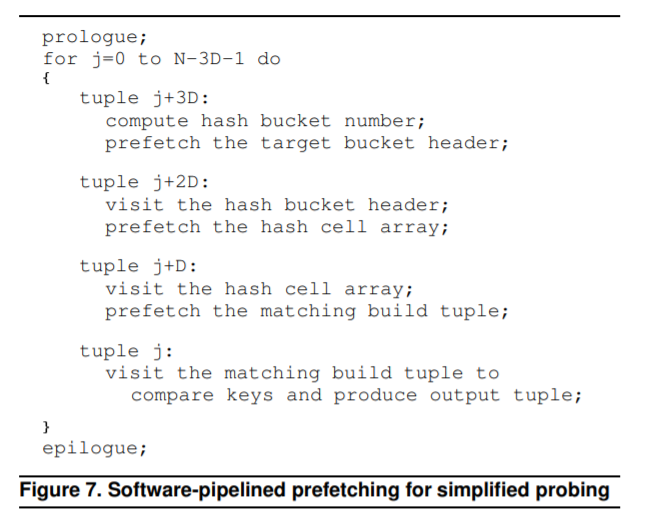 prologue;
for j=0 to N-3D-1 do
{
tuple j+3D:
compute hash bucket number;
prefetch the target bucket header;
tuple j+2D:
visit the hash bucket header;
prefetch the hash cell array;
tuple j+D:
visit the hash cell array;
prefetch the matching build tuple;
tuple j:
visit the matching build tuple to
compare keys and produce output tuple;
}
epilogue;
Figure 7. Software-pipelined prefetching for simplified probing